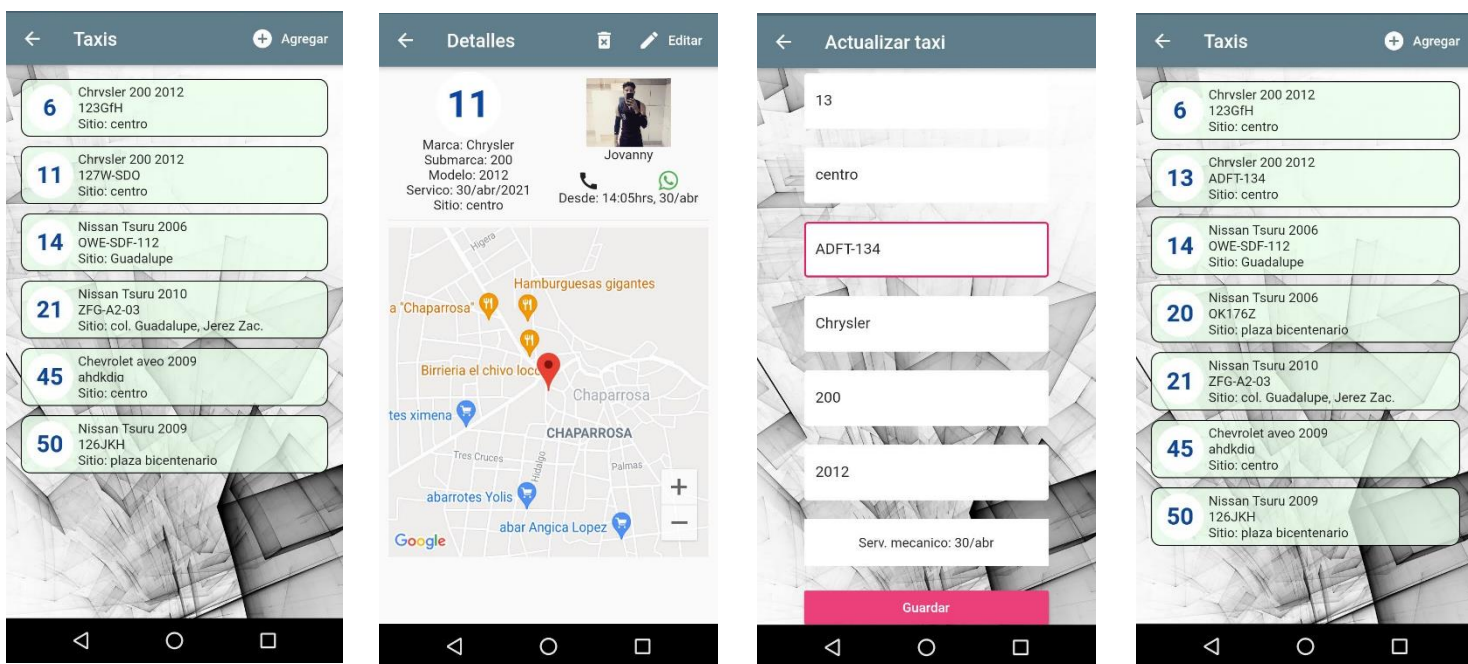 Taxis
Agregar
6
Chrysler 200 2012
123GfH
Sitio: centro
11
Chrysler 200 2012
127W-SDO
Sitio: centro
14
Nissan Tsuru 2006
OWE-SDF-112
Sitio: Guadalupe
21
Nissan Tsuru 2010
ZFG-A2-03
Sitio: col. Guadalupe, Jerez Zac.
45
Chevrolet aveo 2009
ahdkdia
Sitio: centro
50
Nissan Tsuru 2009
126JKH
Sitio: plaza bicentenario
Detalles
Editar
11
Marca: Chrysler
Submarca: 200
Modelo: 2012
Servico: 30/abr/2021
Sitio: centro
Jovanny
Desde: 14:05hrs, 30/abr
Higera
Hamburguesas gigantes
a "Chaparrosa"
Birrieria el chivo loco
Chaparrosa
tes ximena
CHAPARROSA
Tres Cruces
Hidalgo
Palmas
abarrotes Yolis
abar Angica Lopez
+
−
Google
Actualizar taxi
13
centro
ADFT-134
Chrysler
200
2012
Serv. mecanico: 30/abr
Guardar
Taxis
Agregar
6
Chrysler 200 2012
123GfH
Sitio: centro
13
Chrysler 200 2012
ADFT-134
Sitio: centro
14
Nissan Tsuru 2006
OWE-SDF-112
Sitio: Guadalupe
20
Nissan Tsuru 2006
OK176Z
Sitio: plaza bicentenario
21
Nissan Tsuru 2010
ZFG-A2-03
Sitio: col. Guadalupe, Jerez Zac.
45
Chevrolet aveo 2009
ahdkdia
Sitio: centro
50
Nissan Tsuru 2009
126JKH
Sitio: plaza bicentenario